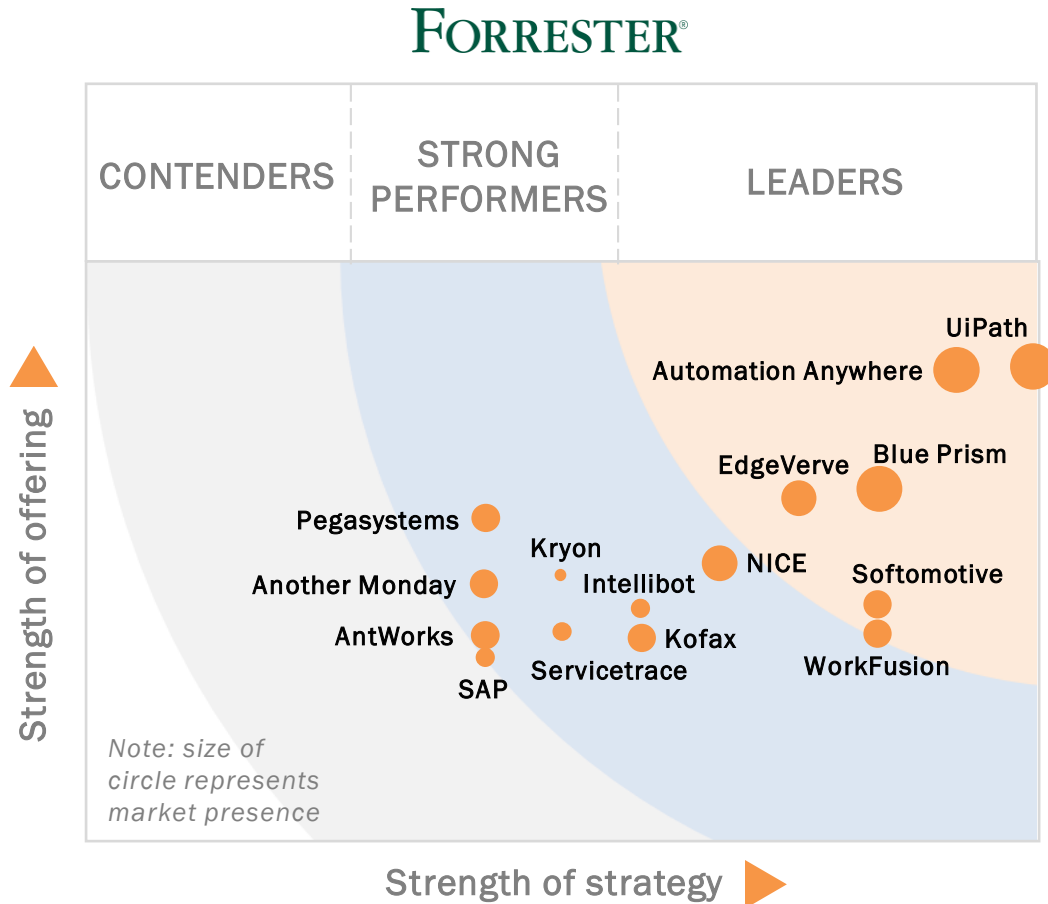 FORRESTER®
CONTENDERS
STRONG
PERFORMERS
LEADERS
UiPath
Automation Anywhere
Blue Prism
EdgeVerve
Pegasystems
Kryon
NICE
Softomotive
Intellibot
Another Monday
AntWorks
Kofax
WorkFusion
Servicetrace
SAP
Note: size of
circle represents
market presence
Strength of offering
Strength of strategy